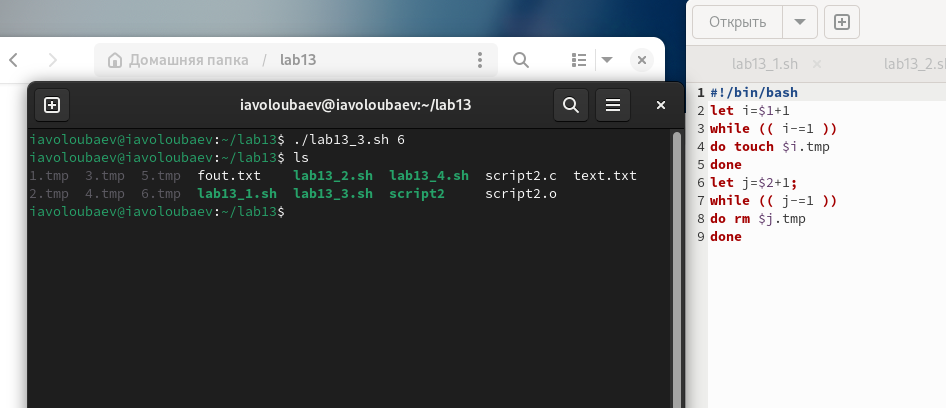 Открыть
Домашняя папка / lab13
lab13_1.sh
lab13_2.sh
iavoloubaev@iavoloubaev:~/lab13
iavoloubaev@iavoloubaev:~/lab13$ ./lab13_3.sh 6
iavoloubaev@iavoloubaev:~/lab13$ ls
1.tmp 3.tmp 5.tmp fout.txt lab13_2.sh lab13_4.sh script2.c text.txt
2.tmp 4.tmp 6.tmp lab13_1.sh lab13_3.sh script2 script2.o
iavoloubaev@iavoloubaev:~/lab13$
1 #!/bin/bash
2 let i=$1+1
3 while (( i-=1 ))
4 do touch $i.tmp
5 done
6 let j=$2+1;
7 while (( j-=1 ))
8 do rm $j.tmp
9 done